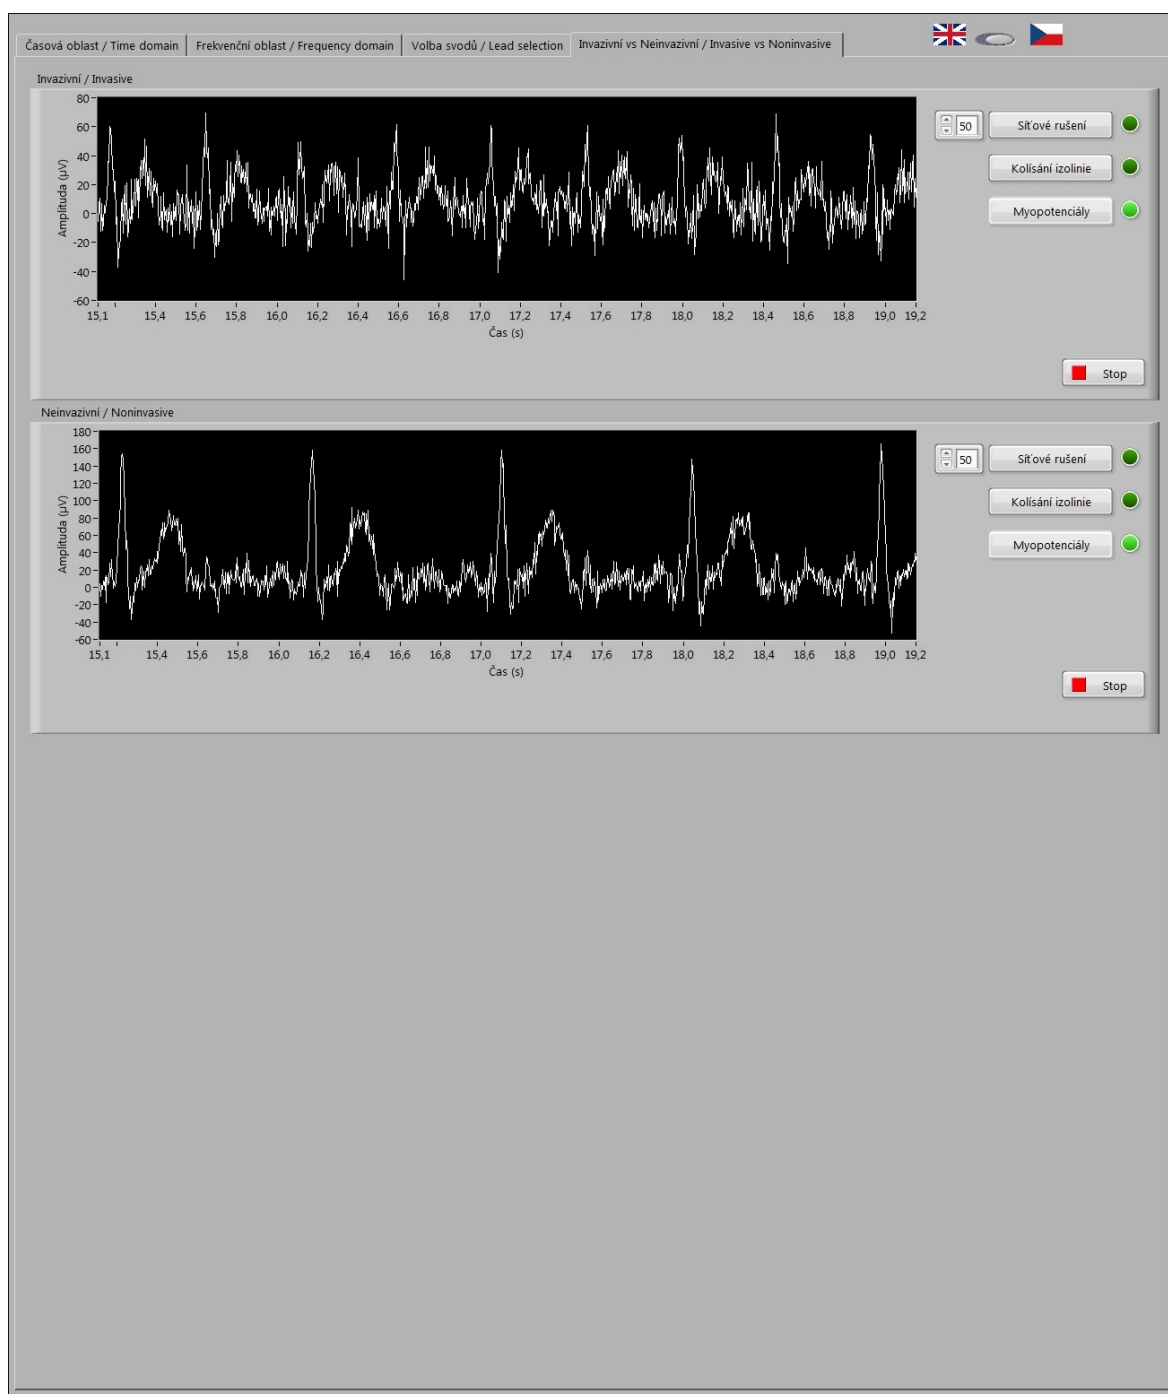 Časová oblast / Time domain
Frekvenční oblast / Frequency domain
Volba svodů / Lead selection
Invazivní vs Neinvazivní / Invasive vs Noninvasive
Invazivní / Invasive
80
60
40
20
0
-20
-40
-60
Amplituda (µV)
15,1 15,4 15,6 15,8 16,0 16,2 16,4 16,6 16,8 17,0 17,2 17,4 17,6 17,8 18,0 18,2 18,4 18,6 18,8 19,0 19,2
Čas (s)
50
Síťové rušení
Kolísání izolinie
Myopotenciály
Stop
Neinvazivní / Noninvasive
180
160
140
120
100
80
60
40
20
0
-20
-40
-60
Amplituda (µV)
15,1 15,4 15,6 15,8 16,0 16,2 16,4 16,6 16,8 17,0 17,2 17,4 17,6 17,8 18,0 18,2 18,4 18,6 18,8 19,0 19,2
Čas (s)
50
Síťové rušení
Kolísání izolinie
Myopotenciály
Stop